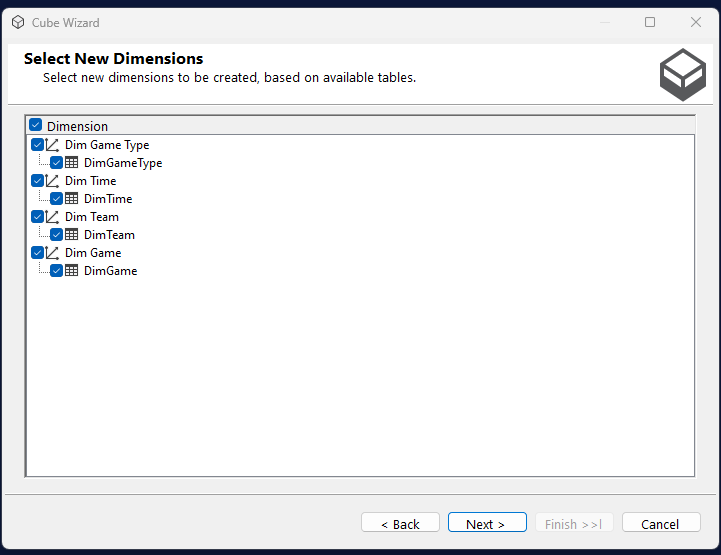 Cube Wizard
Select New Dimensions
Select new dimensions to be created, based on available tables.
Dimension
Dim Game Type
DimGameType
Dim Time
DimTime
Dim Team
DimTeam
Dim Game
DimGame
< Back
Next >
Finish >>|
Cancel